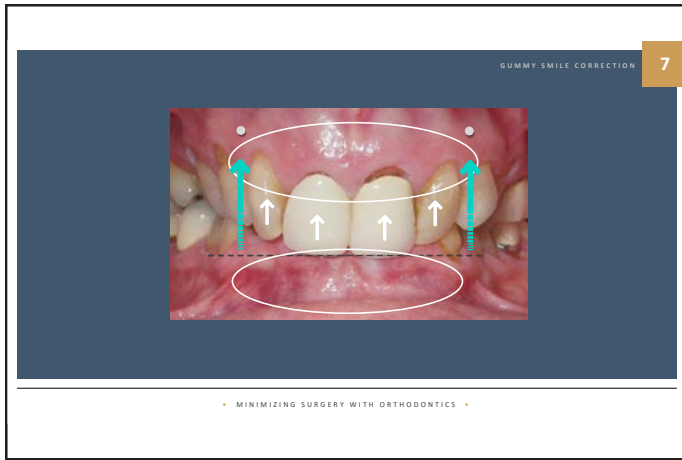 GUMMY SMILE CORRECTION 7
• MINIMIZING SURGERY WITH ORTHODONTICS •